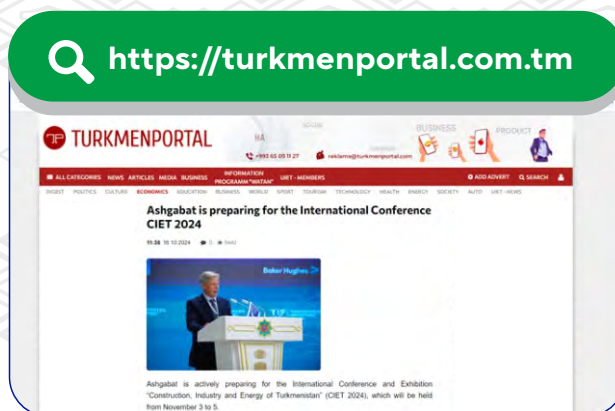 https://turkmenportal.com.tm
TURKMENPORTAL
НА
BUSINESS
PRODUCT
+993 65 05 11 27
reklama@turkmenportal.com
ALL CATEGORIES NEWS ARTICLES MEDIA BUSINESS INFORMATION PROGRAMM "WATAN" UIET - MEMBERS ADD ADVERT SEARCH
DIGEST POLITICS CULTURE ECONOMICS EDUCATION BUSINESS WORLD SPORT TOURISM TECHNOLOGY HEALTH ENERGY SOCIETY AUTO UIET - NEWS
Ashgabat is preparing for the International Conference
CIET 2024
11:36 16.10.2024 0
Baker Hughes
Ashgabat is actively preparing for the International Conference and Exhibition
"Construction, Industry and Energy of Turkmenistan" (CIET 2024), which will be held
from November 3 to 5.